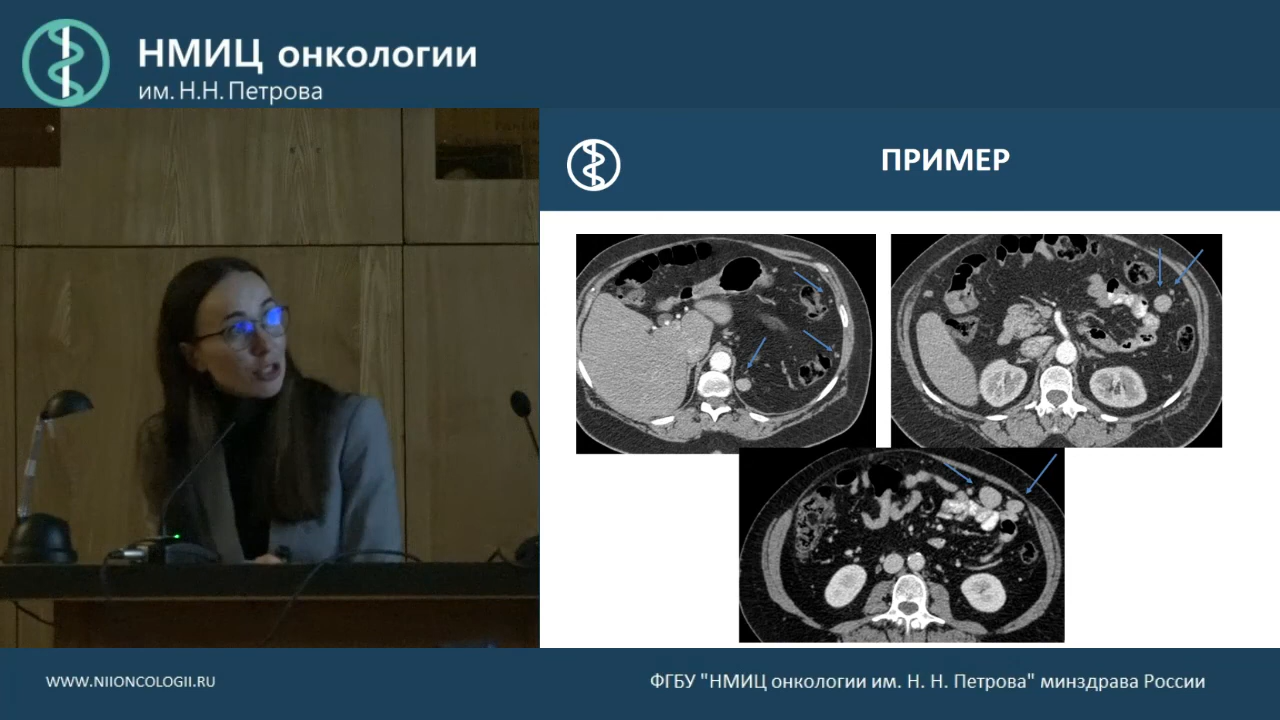 НМИЦ онкологии
им. Н.Н. Петрова
ПРИМЕР
WWW.NIIONCOLOGII.RU
ФГБУ "НМИЦ онкологии им. Н. Н. Петрова" минздрава России